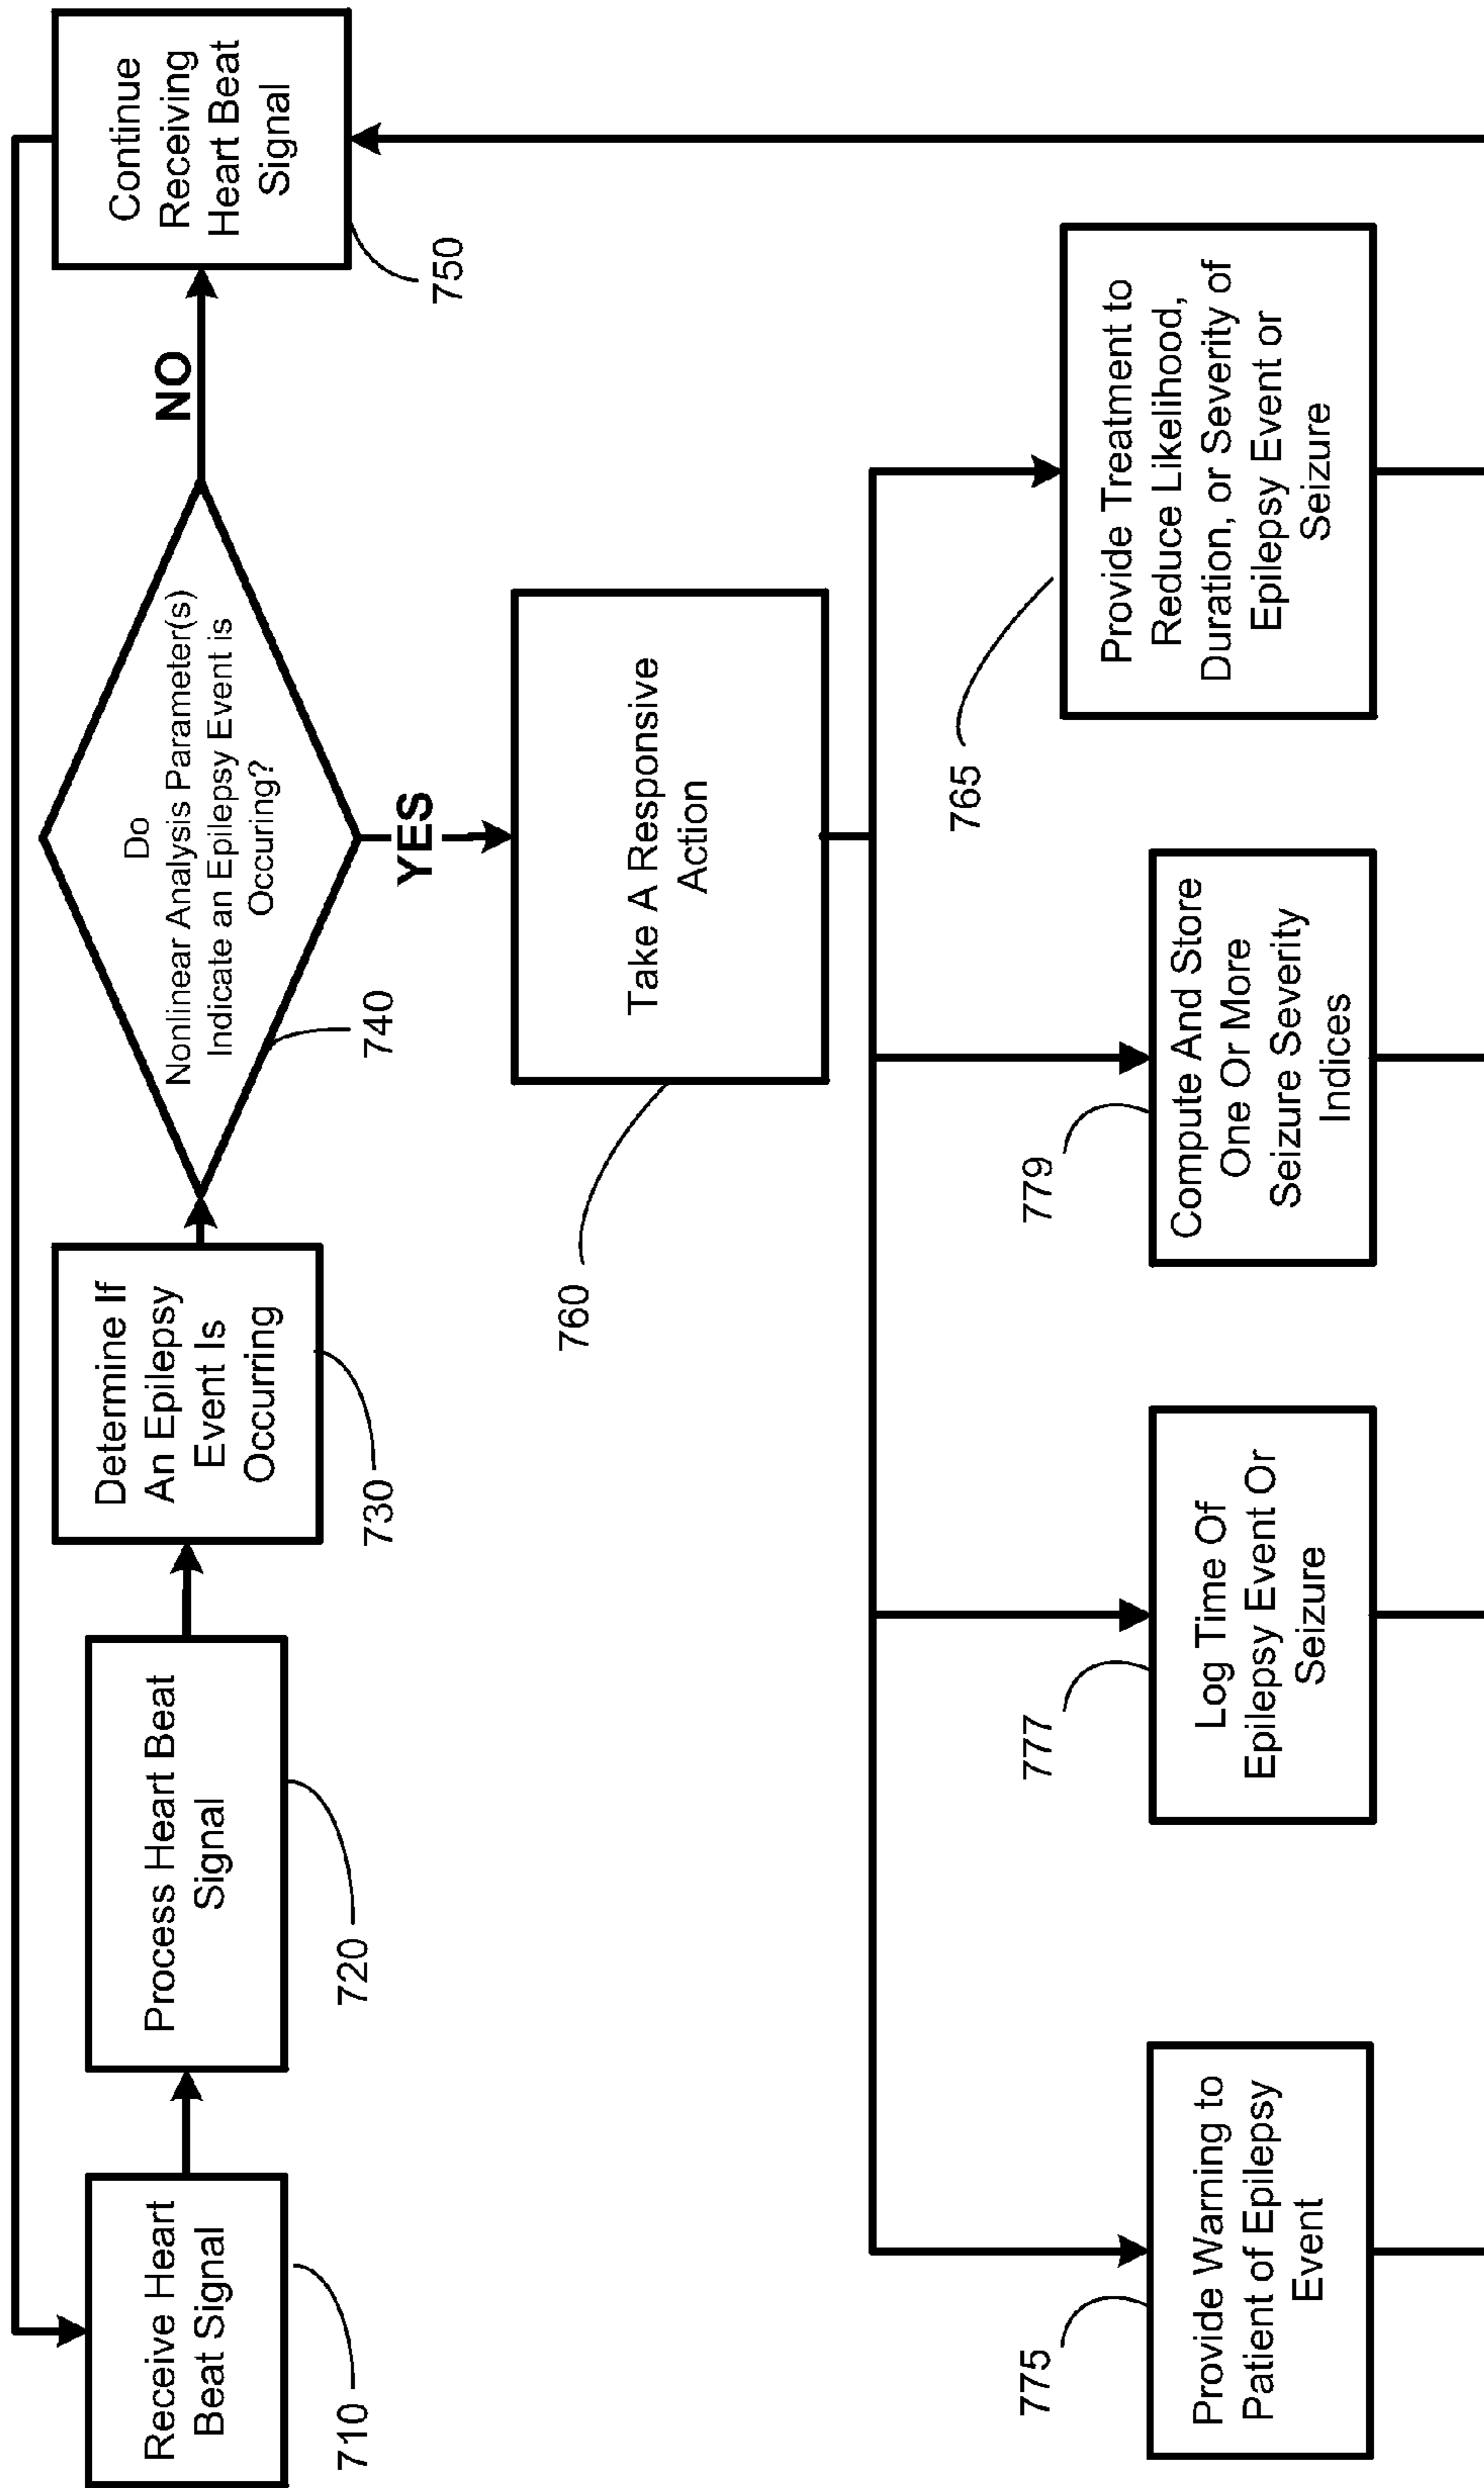 Receive Heart
Beat Signal
710
Process Heart Beat
Signal
720
Determine If
An Epilepsy
Event Is
Occurring
730
Do
Nonlinear Analysis Parameter(s)
Indicate an Epilepsy Event is
Occuring?
740
NO
Continue
Receiving
Heart Beat
Signal
750
YES
Take A Responsive
Action
760
Provide Warning to
Patient of Epilepsy
Event
775
Log Time Of
Epilepsy Event Or
Seizure
777
Compute And Store
One Or More
Seizure Severity
Indices
779
Provide Treatment to
Reduce Likelihood,
Duration, or Severity of
Epilepsy Event or
Seizure
765